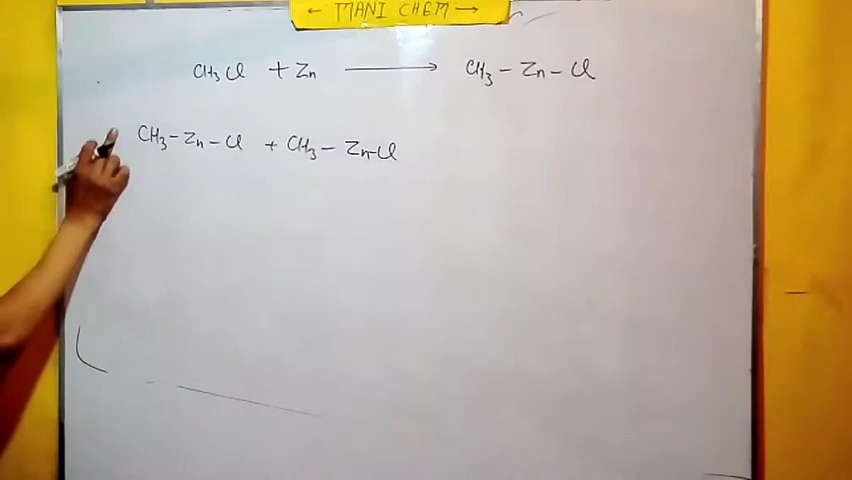 ← MANI CHEM →
CH3 Cl + Zn ⟶ CH3 - Zn - Cl
CH3 - Zn - Cl + CH3 - Zn-Cl